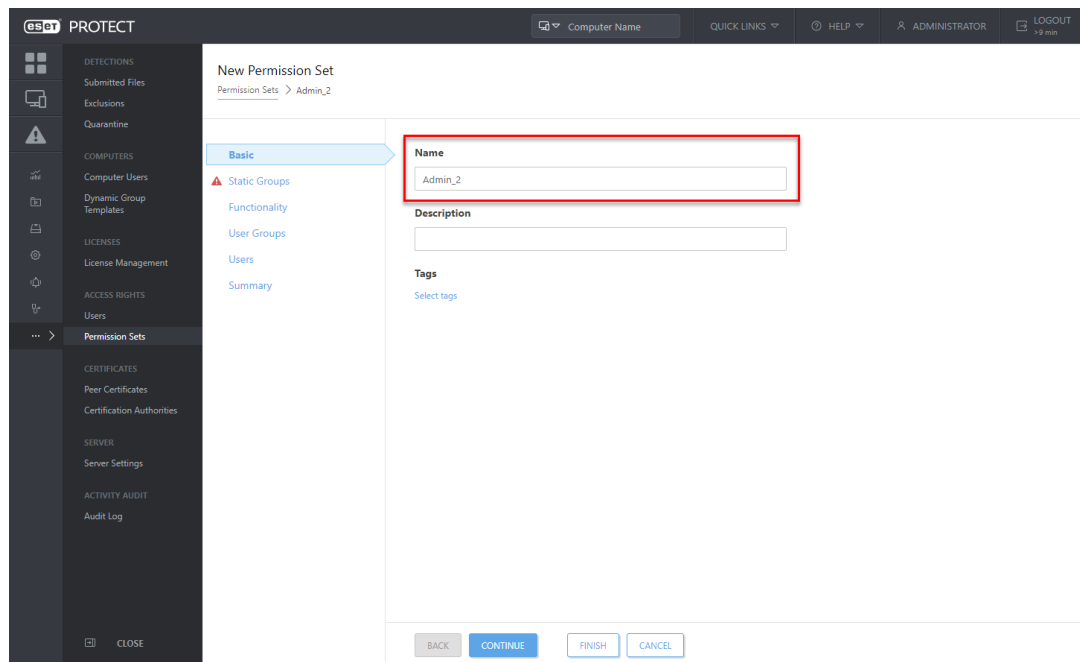 eset PROTECT
Computer Name
QUICK LINKS
HELP
ADMINISTRATOR
LOGOUT
>9 min
DETECTIONS
Submitted Files
Exclusions
Quarantine
COMPUTERS
Computer Users
Dynamic Group
Templates
LICENSES
License Management
ACCESS RIGHTS
Users
Permission Sets
CERTIFICATES
Peer Certificates
Certification Authorities
SERVER
Server Settings
ACTIVITY AUDIT
Audit Log
CLOSE
New Permission Set
Permission Sets > Admin_2
Basic
Static Groups
Functionality
User Groups
Users
Summary
Name
Admin_2
Description
Tags
Select tags
BACK
CONTINUE
FINISH
CANCEL